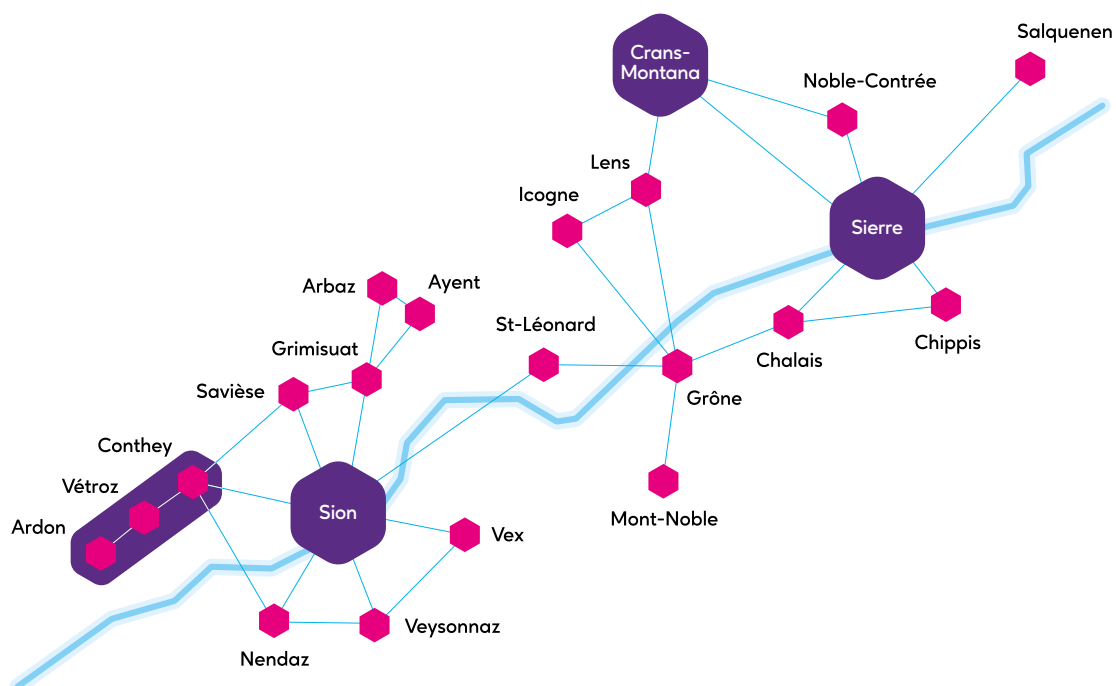 Salquenen
Crans-
Montana
Noble-Contrée
Lens
Icogne
Sierre
Arbaz
Ayent
St-Léonard
Chippis
Grimisuat
Chalais
Savièse
Grône
Conthey
Vétroz
Sion
Mont-Noble
Ardon
Vex
Veysonnaz
Nendaz